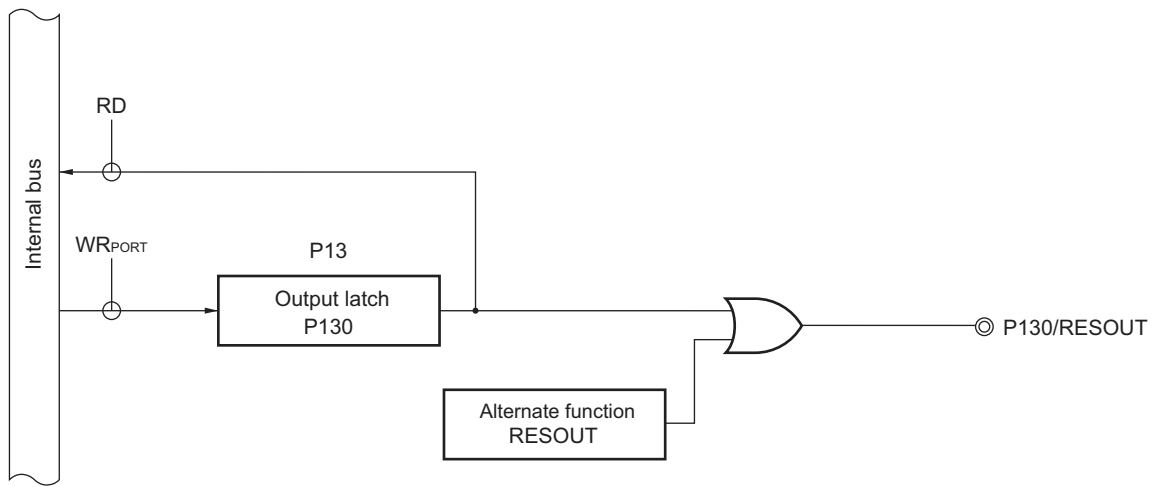 Internal bus
RD
WRPORT
P13
Output latch
P130
P130/RESOUT
Alternate function
RESOUT